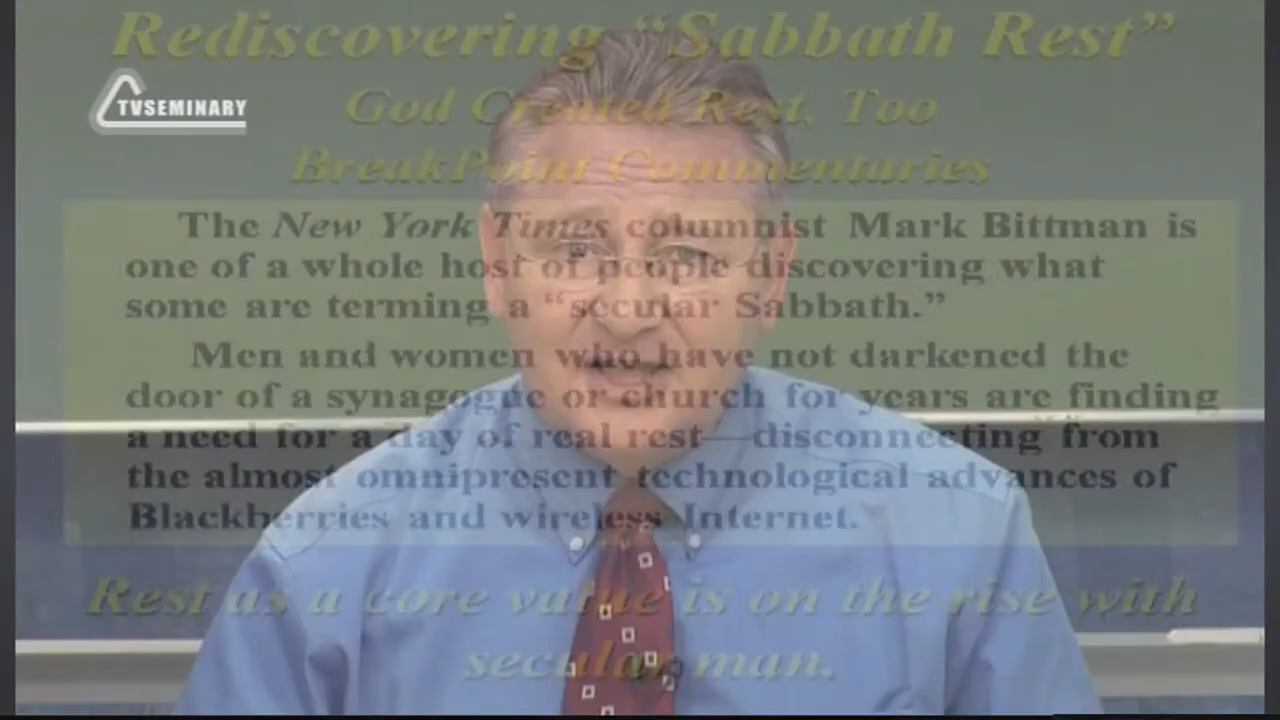 Rediscovering “Sabbath Rest”
God Created Rest, Too
TVSEMINARY
BreakPoint Commentaries
The New York Times columnist Mark Bittman is
one of a whole host of people discovering what
some are terming a “secular Sabbath.”
Men and women who have not darkened the
door of a synagogue or church for years are finding
a need for a day of real rest—disconnecting from
the almost omnipresent technological advances of
Blackberries and wireless Internet.
Rest as a core value is on the rise with
secular man.